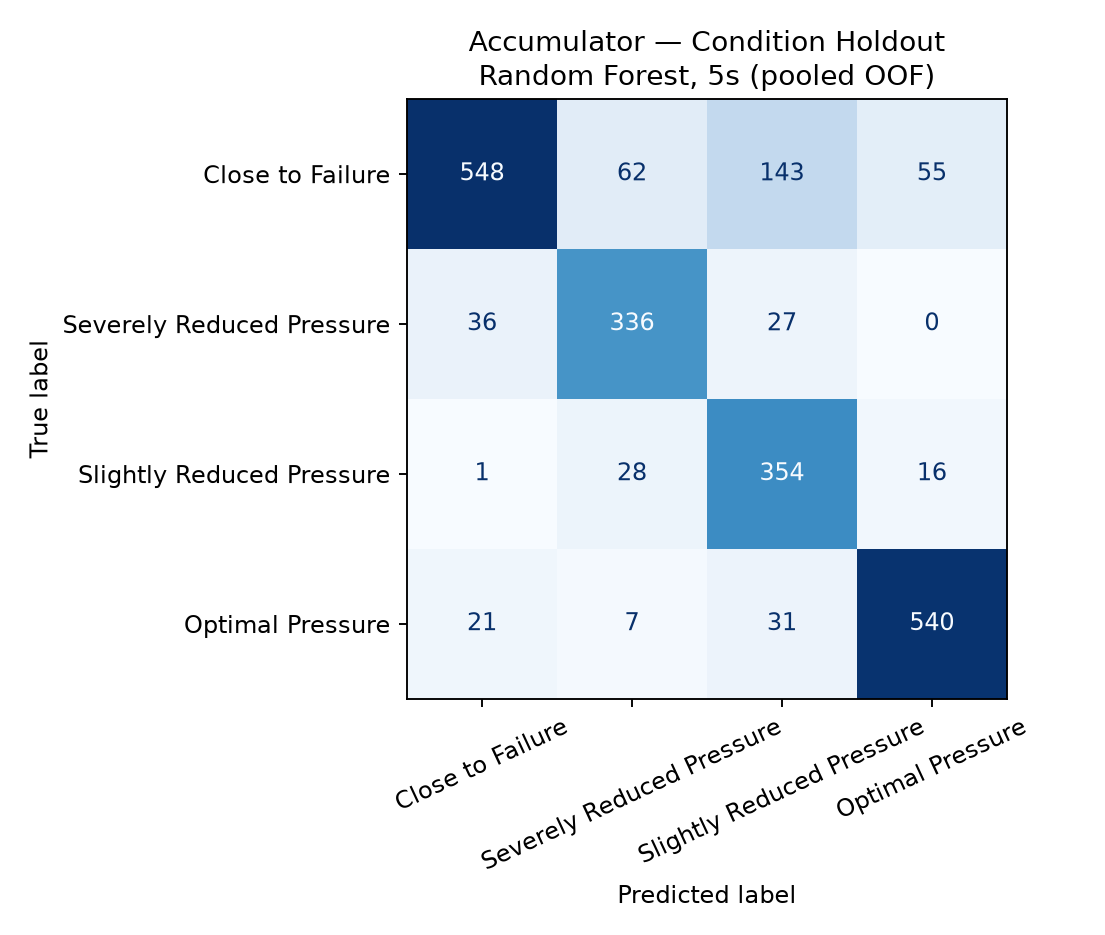 Accumulator — Condition Holdout
Random Forest, 5s (pooled OOF)
True label
Close to Failure 548 62 143 55
Severely Reduced Pressure 36 336 27 0
Slightly Reduced Pressure 1 28 354 16
Optimal Pressure 21 7 31 540
Close to Failure
Severely Reduced Pressure
Slightly Reduced Pressure
Optimal Pressure
Predicted label